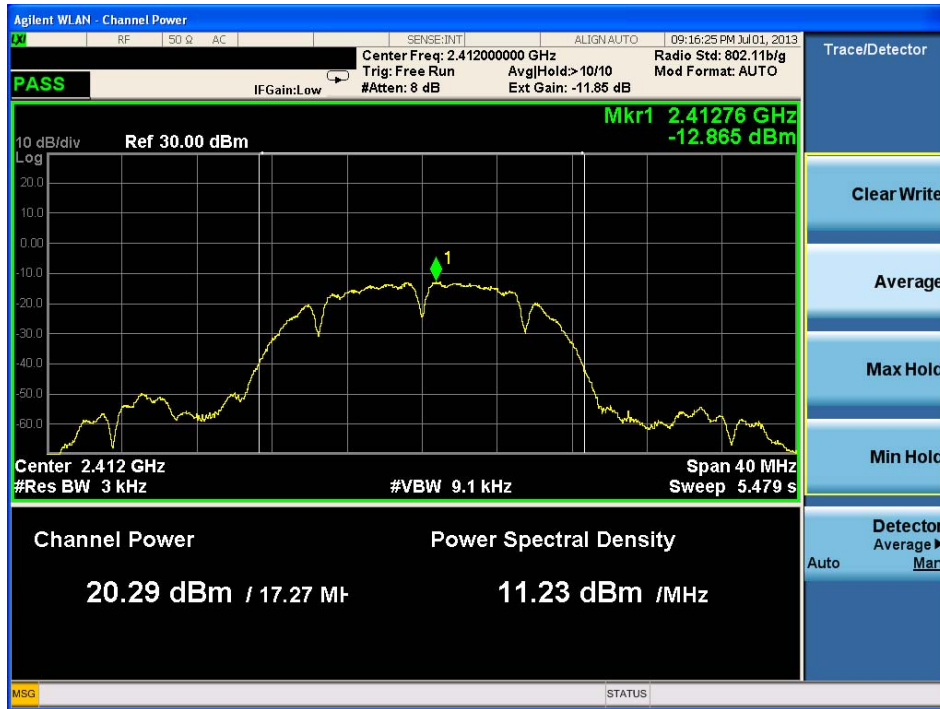 Agilent WLAN - Channel Power
LXI RF 50 Ω AC SENSE:INT ALIGN AUTO 09:16:25 PM Jul 01, 2013
Center Freq: 2.412000000 GHz Radio Std: 802.11b/g
Trig: Free Run Avg|Hold:> 10/10 Mod Format: AUTO
PASS IFGain:Low #Atten: 8 dB Ext Gain: -11.85 dB
Mkr1 2.41276 GHz
-12.865 dBm
10 dB/div Ref 30.00 dBm
Log
20.0
10.0
0.00
-10.0
-20.0
-30.0
-40.0
-50.0
-60.0
1
Center 2.412 GHz Span 40 MHz
#Res BW 3 kHz #VBW 9.1 kHz Sweep 5.479 s
Channel Power Power Spectral Density
20.29 dBm / 17.27 MH 11.23 dBm /MHz
Trace/Detector
Clear Write
Average
Max Hold
Min Hold
Detector
Average
Auto Man
MSG STATUS